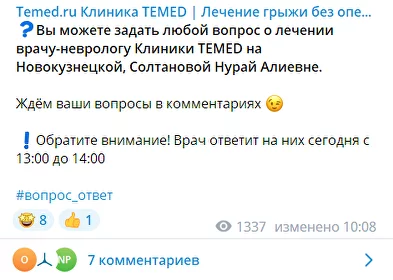 Temed.ru Клиника TEMED | Лечение грыжи без опе...
❓Вы можете задать любой вопрос о лечении
врачу-неврологу Клиники TEMED на
Новокузнецкой, Солтановой Нурай Алиевне.
Ждём ваши вопросы в комментариях 😉
❗Обратите внимание! Врач ответит на них сегодня с
13:00 до 14:00
#вопрос_ответ
🤩 8 👍 1 1337 изменено 10:08
О NP 7 комментариев